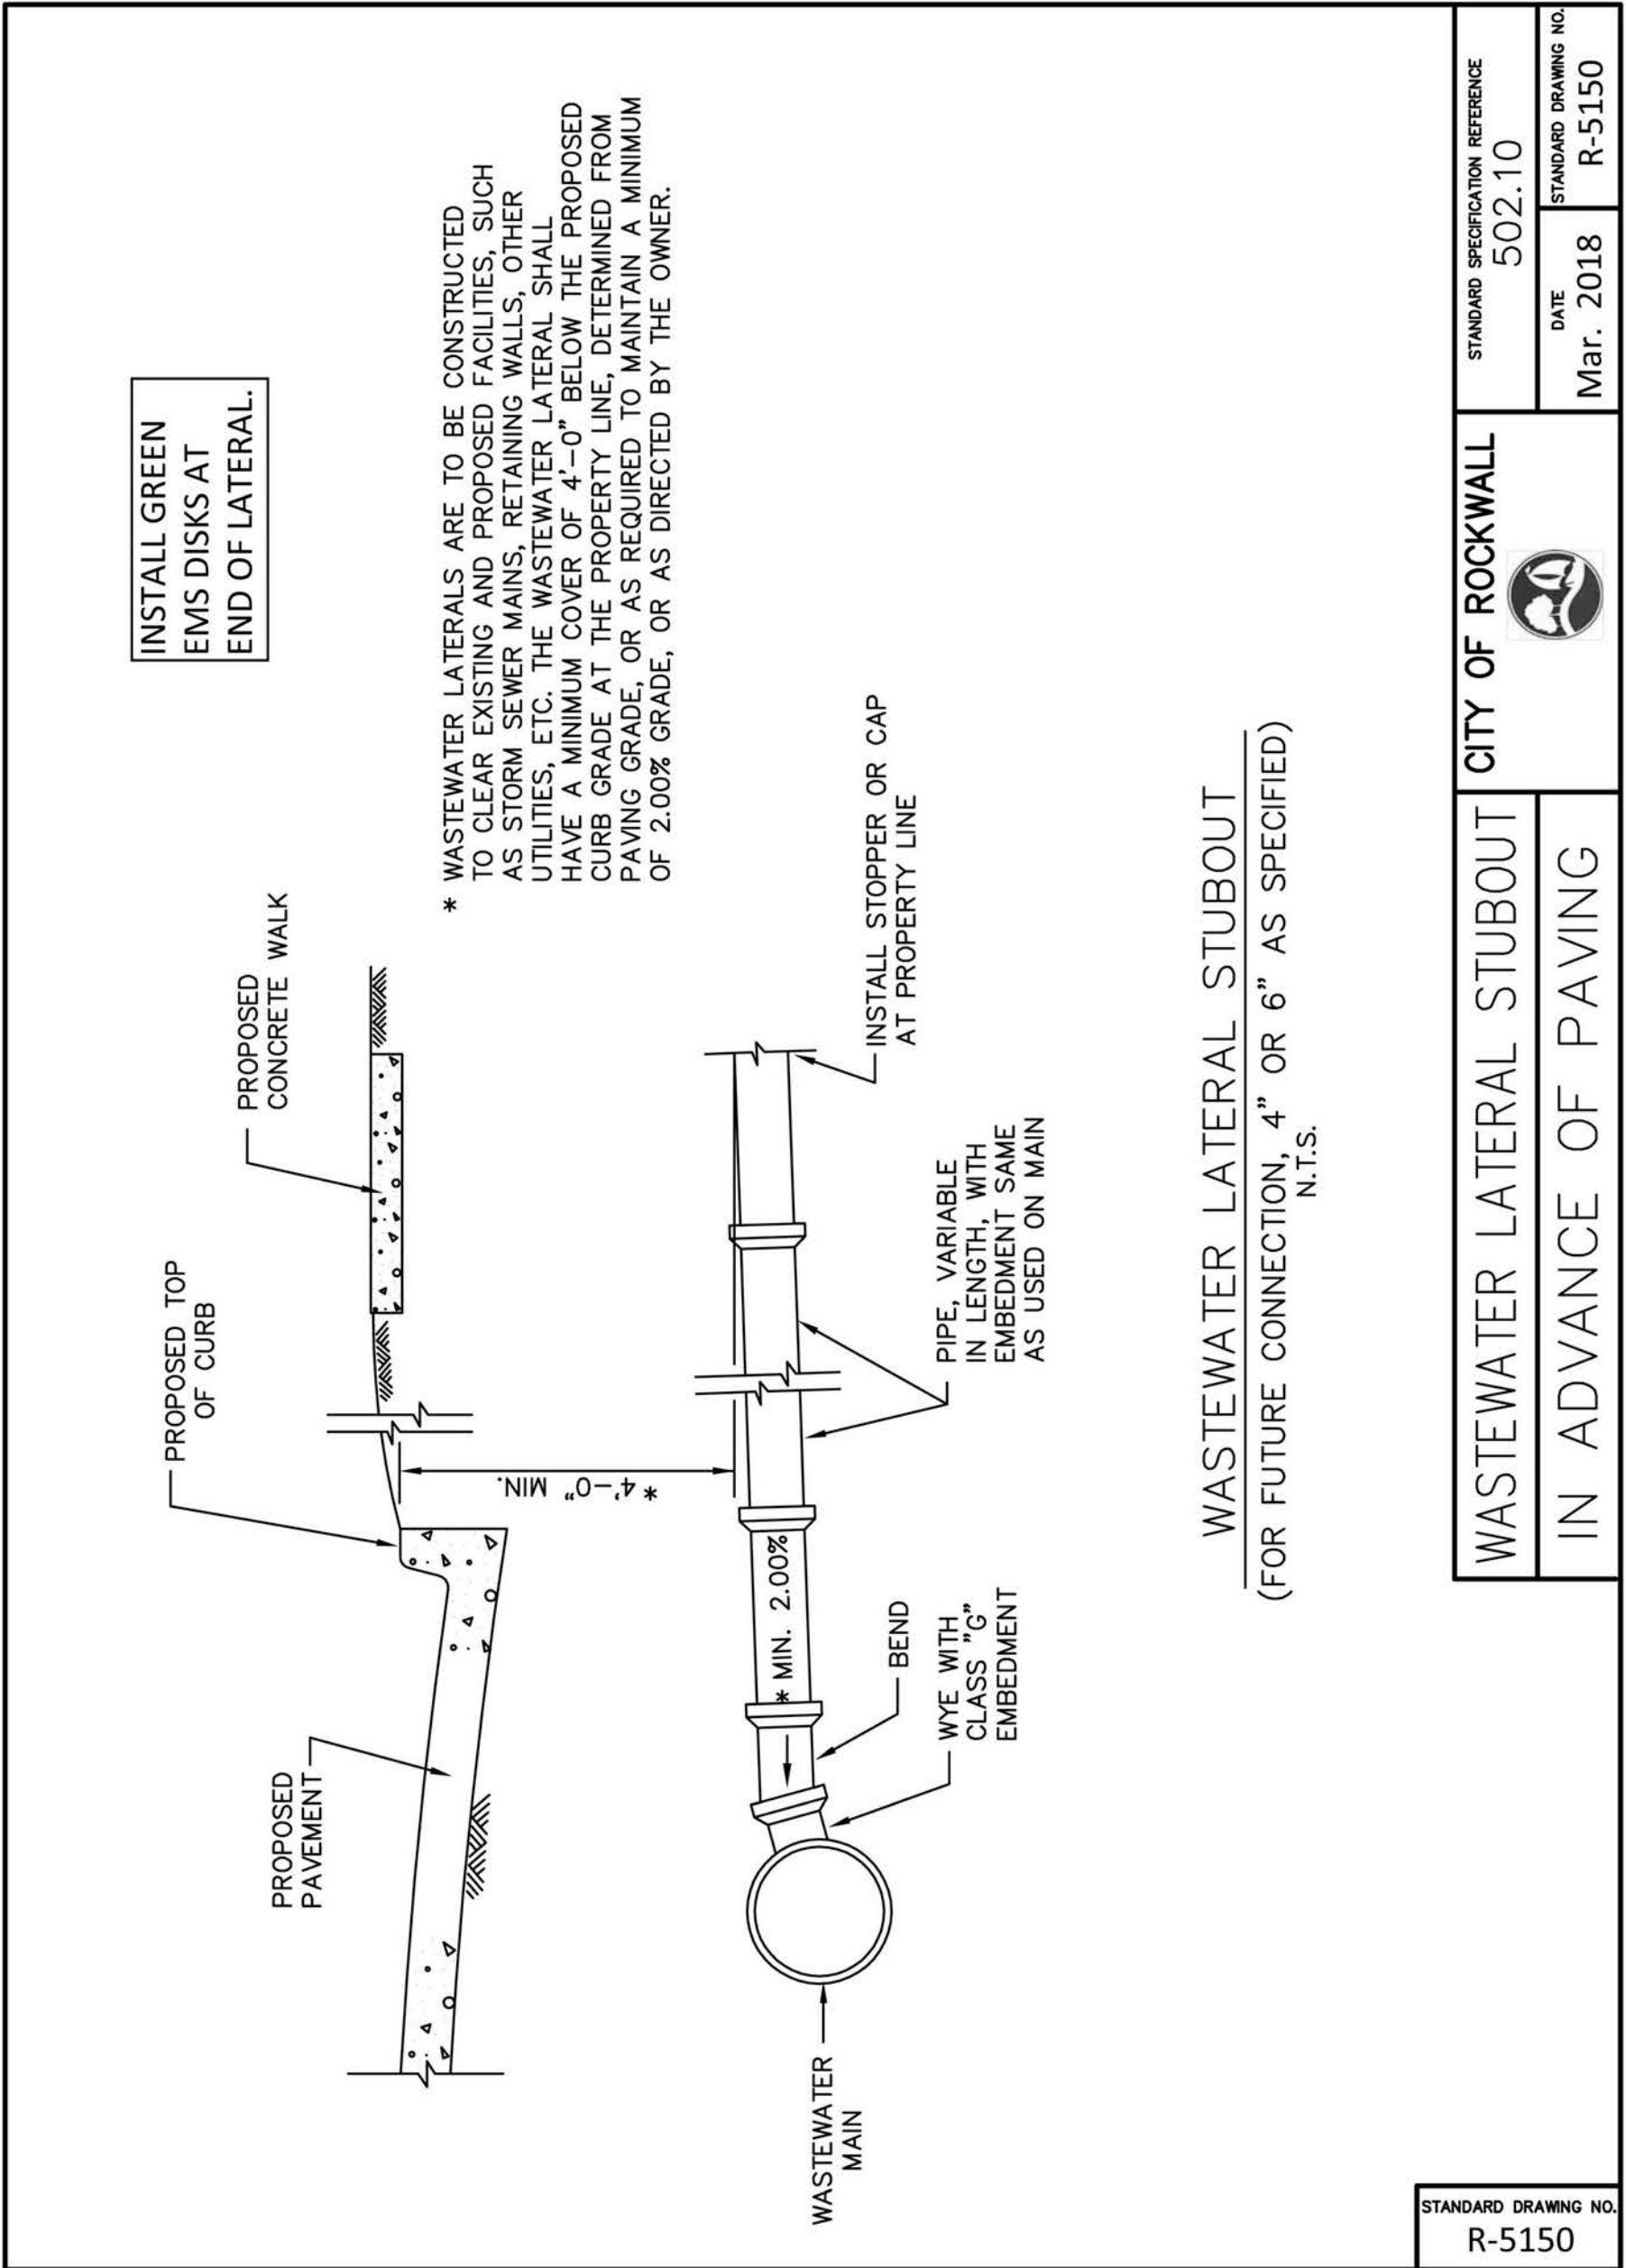 INSTALL GREEN
EMS DISKS AT
END OF LATERAL.
PROPOSED TOP
OF CURB
PROPOSED
CONCRETE WALK
PROPOSED
PAVEMENT
* WASTEWATER LATERALS ARE TO BE CONSTRUCTED
TO CLEAR EXISTING AND PROPOSED FACILITIES, SUCH
AS STORM SEWER MAINS, RETAINING WALLS, OTHER
UTILITIES, ETC. THE WASTEWATER LATERAL SHALL
HAVE A MINIMUM COVER OF 4'-0" BELOW THE PROPOSED
CURB GRADE AT THE PROPERTY LINE, DETERMINED FROM
PAVING GRADE, OR AS REQUIRED TO MAINTAIN A MINIMUM
OF 2.00% GRADE, OR AS DIRECTED BY THE OWNER.
* 4'-0" MIN.
* MIN. 2.00%
WASTEWATER
MAIN
BEND
WYE WITH
CLASS "G"
EMBEDMENT
PIPE, VARIABLE
IN LENGTH, WITH
EMBEDMENT SAME
AS USED ON MAIN
INSTALL STOPPER OR CAP
AT PROPERTY LINE
WASTEWATER LATERAL STUBOUT
(FOR FUTURE CONNECTION, 4" OR 6" AS SPECIFIED)
N.T.S.
WASTEWATER LATERAL STUBOUT
IN ADVANCE OF PAVING
CITY OF ROCKWALL
STANDARD SPECIFICATION REFERENCE
502.10
DATE
Mar. 2018
STANDARD DRAWING NO.
R-5150
STANDARD DRAWING NO.
R-5150